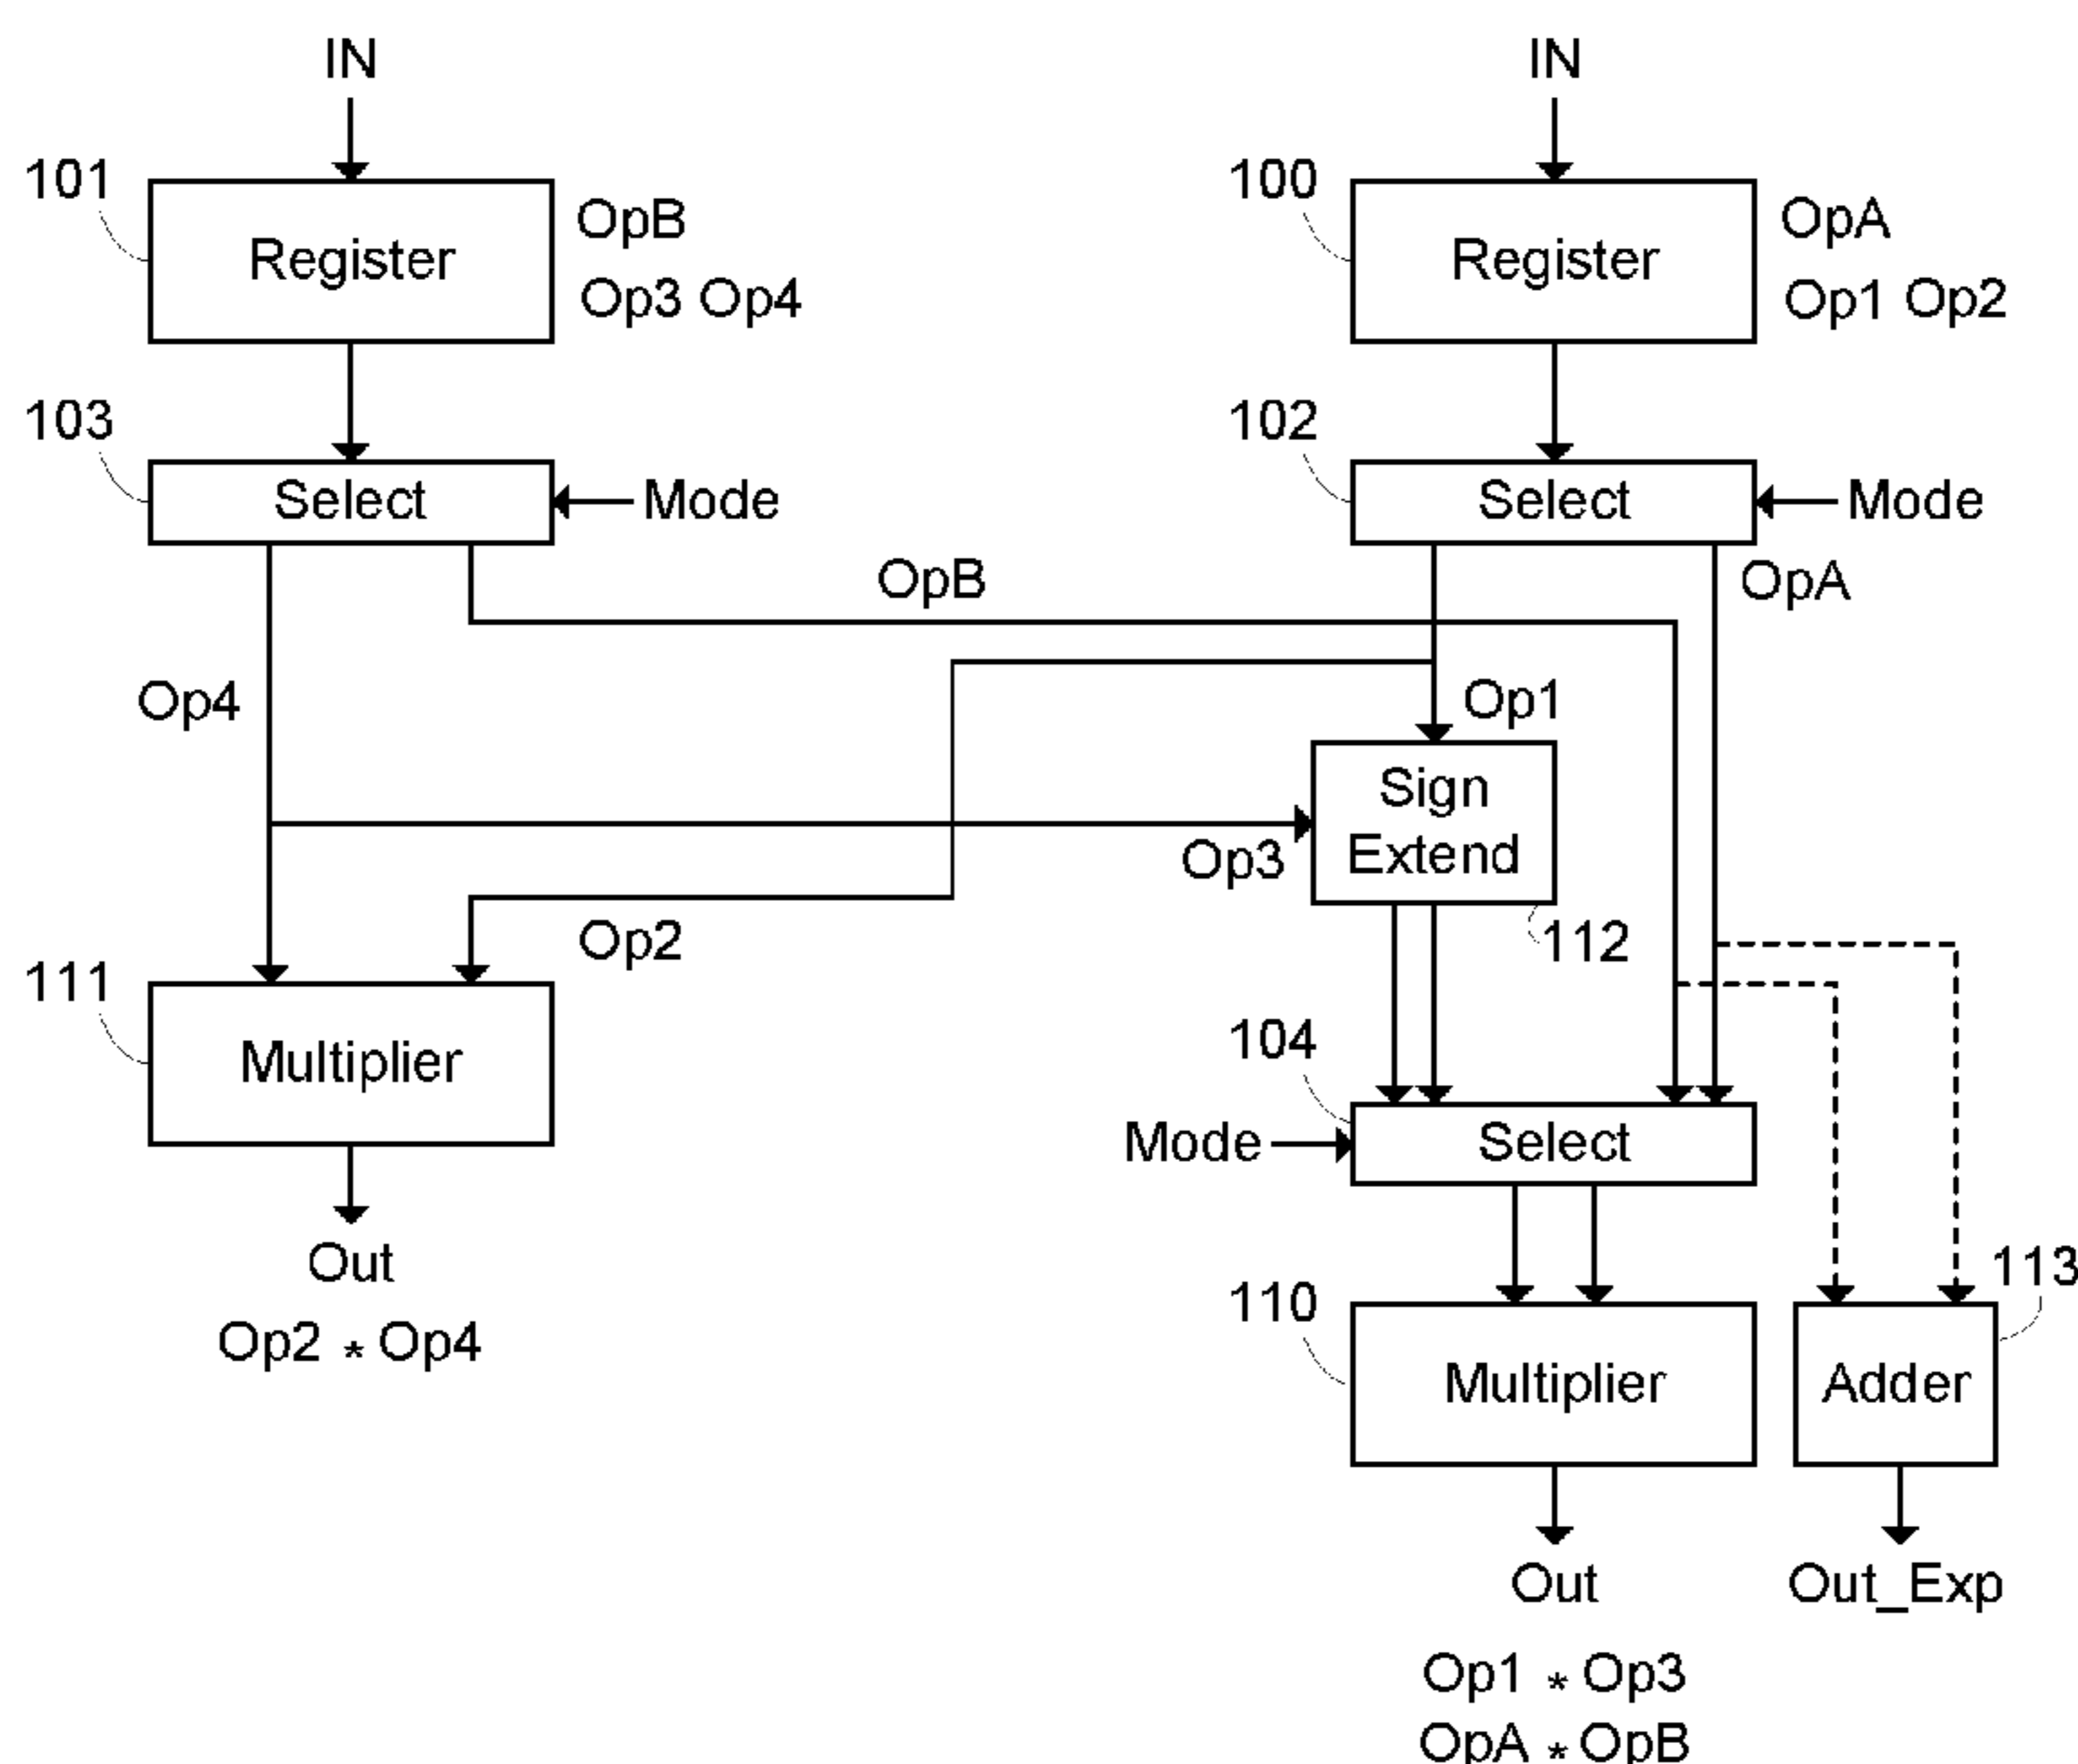 IN
IN
101
Register
OpB
Op3 Op4
100
Register
OpA
Op1 Op2
103
Select
Mode
102
Select
Mode
OpB
OpA
Op4
Op1
Sign
Extend
Op3
Op2
112
111
Multiplier
104
Mode
Select
Out
Op2 * Op4
110
Multiplier
113
Adder
Out
Out_Exp
Op1 * Op3
OpA * OpB